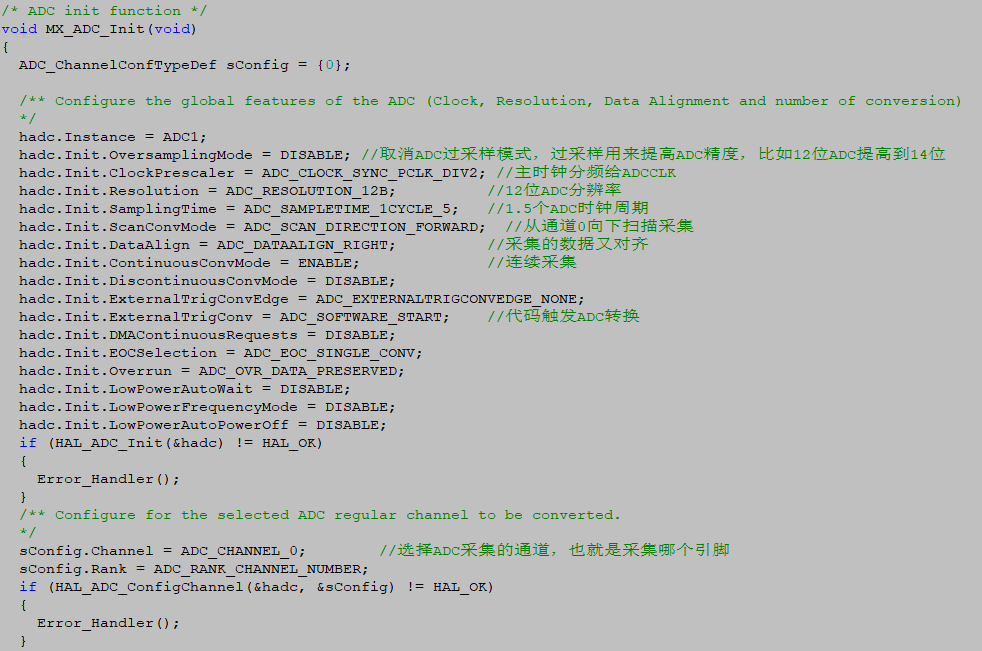 /* ADC init function */
void MX_ADC_Init(void)
{
  ADC_ChannelConfTypeDef sConfig = {0};
  /** Configure the global features of the ADC (Clock, Resolution, Data Alignment and number of conversion)
  */
  hadc.Instance = ADC1;
  hadc.Init.OversamplingMode = DISABLE; //取消ADC过采样模式，过采样用来提高ADC精度，比如12位ADC提高到14位
  hadc.Init.ClockPrescaler = ADC_CLOCK_SYNC_PCLK_DIV2; //主时钟分频给ADCCLK
  hadc.Init.Resolution = ADC_RESOLUTION_12B;          //12位ADC分辨率
  hadc.Init.SamplingTime = ADC_SAMPLETIME_1CYCLE_5;   //1.5个ADC时钟周期
  hadc.Init.ScanConvMode = ADC_SCAN_DIRECTION_FORWARD;  //从通道0向下扫描采集
  hadc.Init.DataAlign = ADC_DATAALIGN_RIGHT;          //采集的数据又对齐
  hadc.Init.ContinuousConvMode = ENABLE;              //连续采集
  hadc.Init.DiscontinuousConvMode = DISABLE;
  hadc.Init.ExternalTrigConvEdge = ADC_EXTERNALTRIGCONVEDGE_NONE;
  hadc.Init.ExternalTrigConv = ADC_SOFTWARE_START;    //代码触发ADC转换
  hadc.Init.DMAContinuousRequests = DISABLE;
  hadc.Init.EOCSelection = ADC_EOC_SINGLE_CONV;
  hadc.Init.Overrun = ADC_OVR_DATA_PRESERVED;
  hadc.Init.LowPowerAutoWait = DISABLE;
  hadc.Init.LowPowerFrequencyMode = DISABLE;
  hadc.Init.LowPowerAutoPowerOff = DISABLE;
  if (HAL_ADC_Init(&hadc) != HAL_OK)
  {
    Error_Handler();
  }
  /** Configure for the selected ADC regular channel to be converted.
  */
  sConfig.Channel = ADC_CHANNEL_0;        //选择ADC采集的通道，也就是采集哪个引脚
  sConfig.Rank = ADC_RANK_CHANNEL_NUMBER;
  if (HAL_ADC_ConfigChannel(&hadc, &sConfig) != HAL_OK)
  {
    Error_Handler();
  }